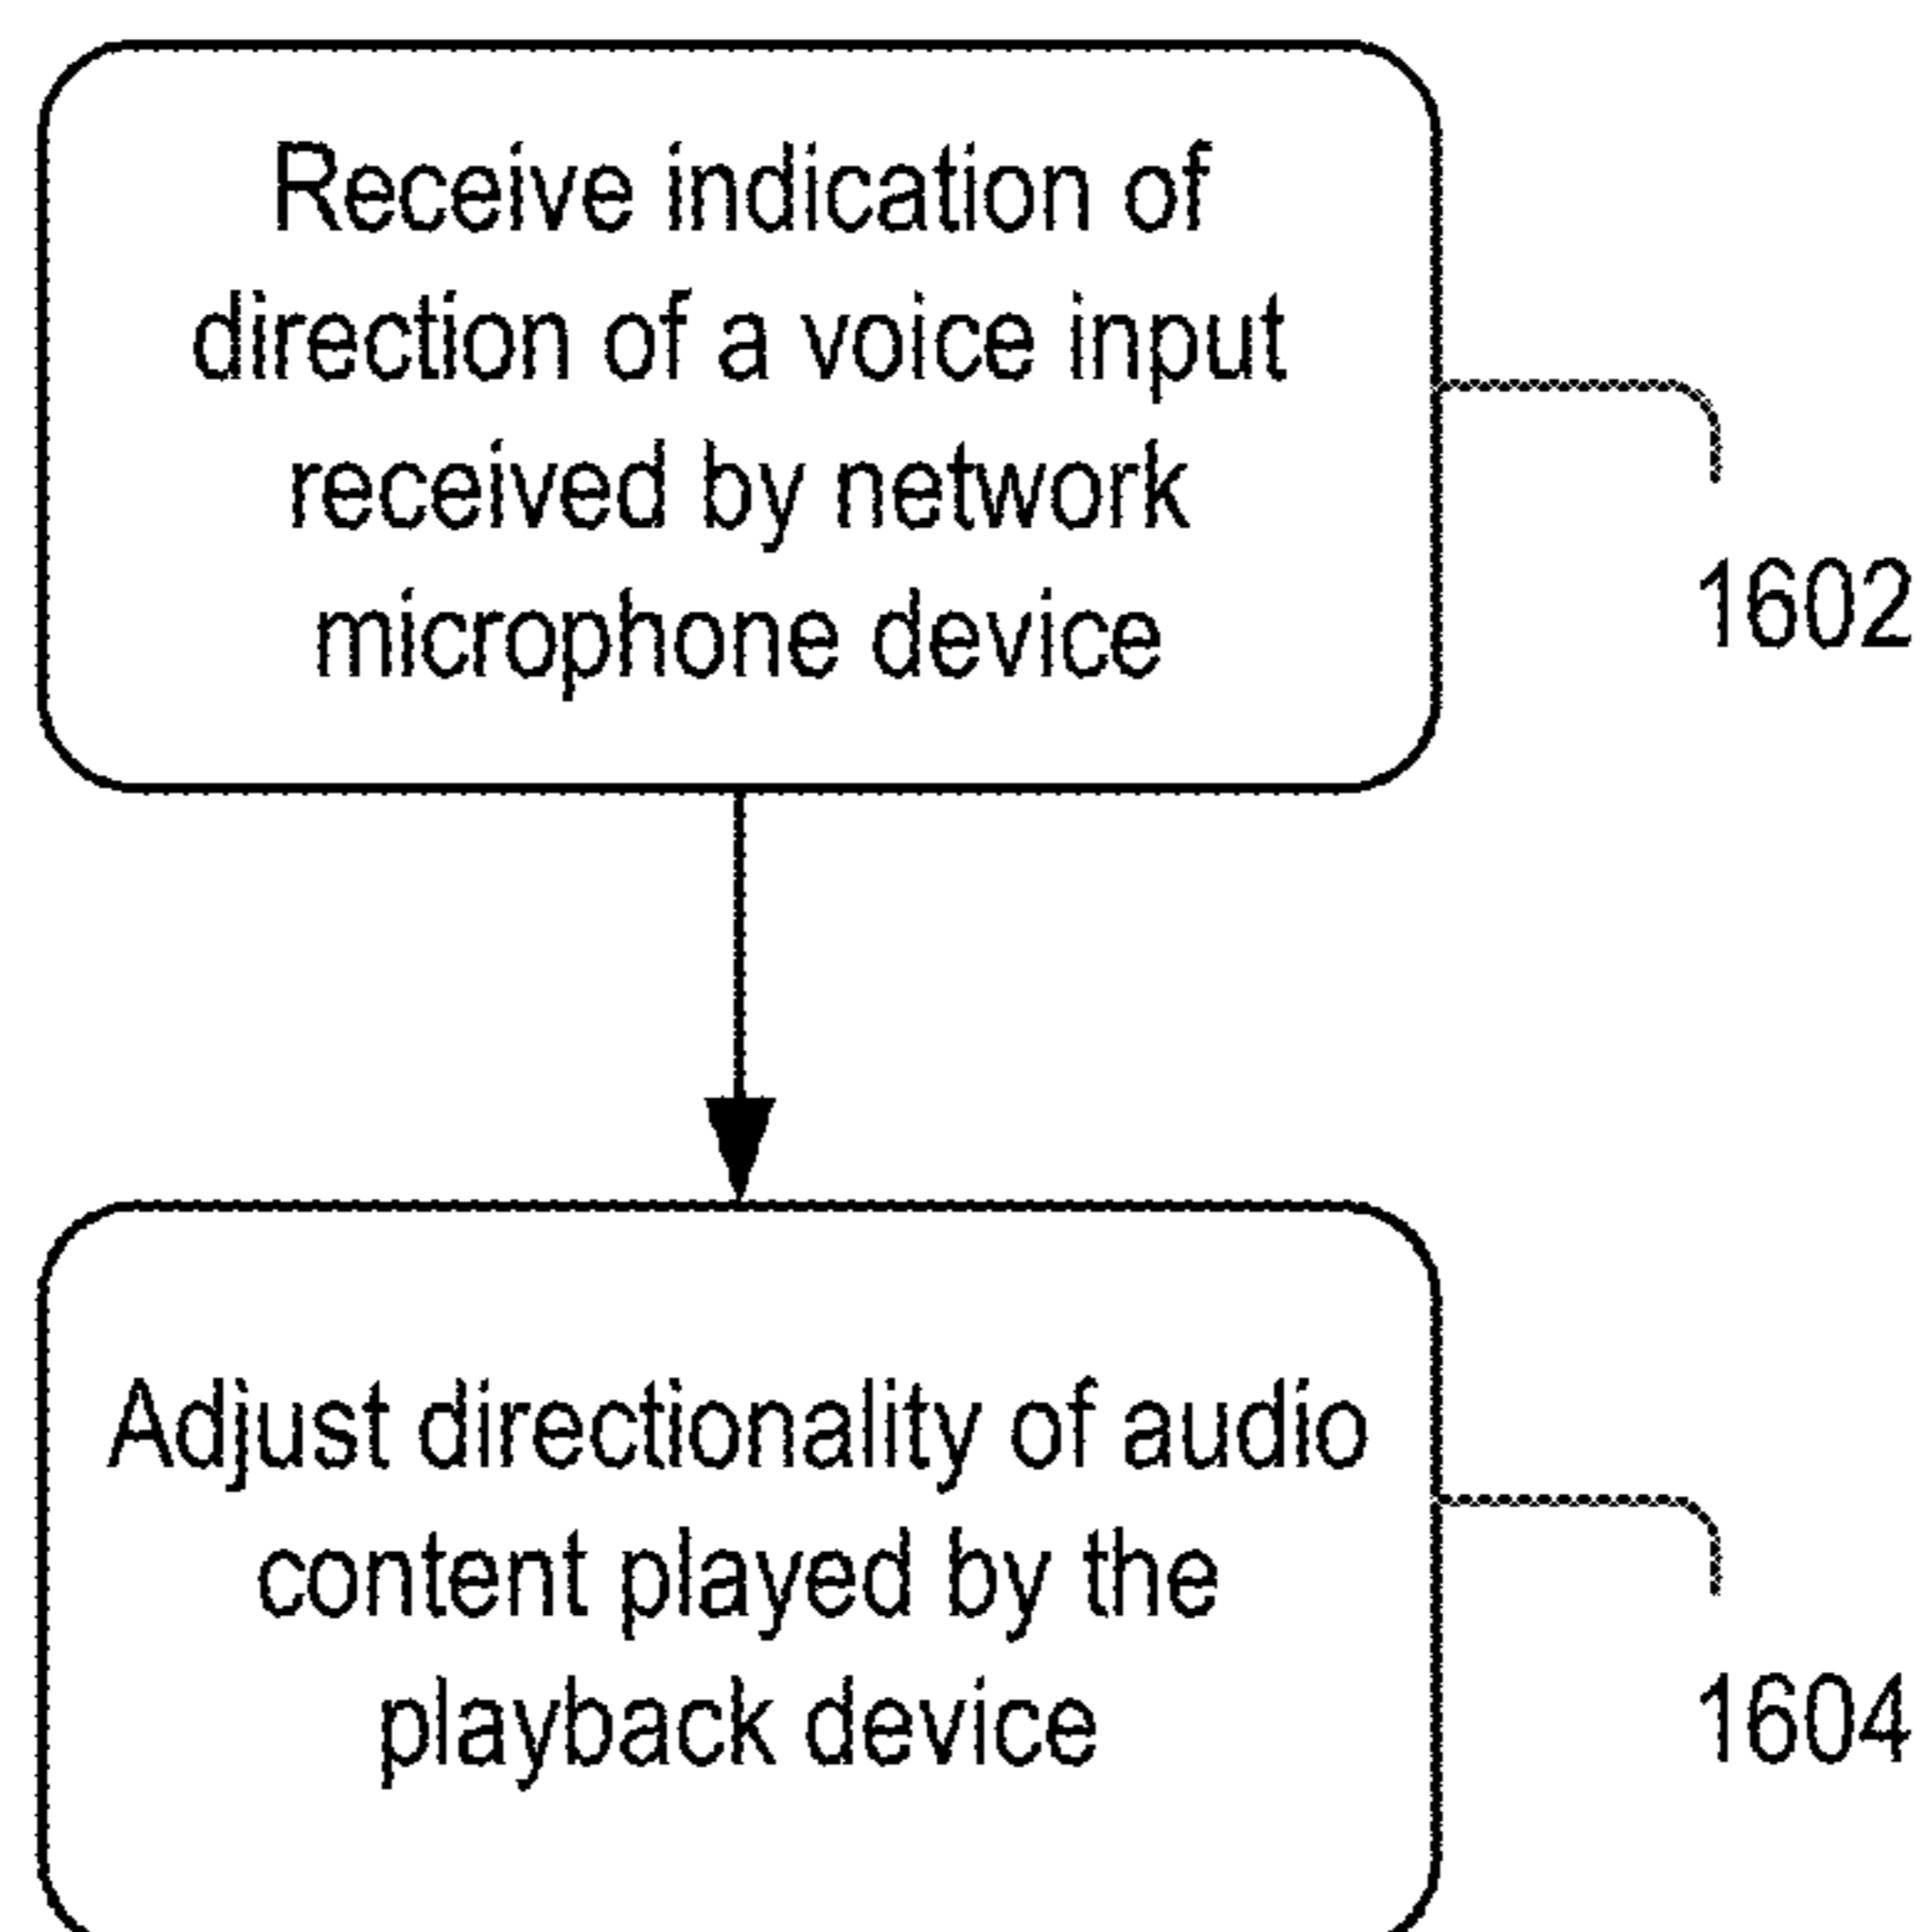 Receive indication of
direction of a voice input
received by network
microphone device
1602
Adjust directionality of audio
content played by the
playback device
1604